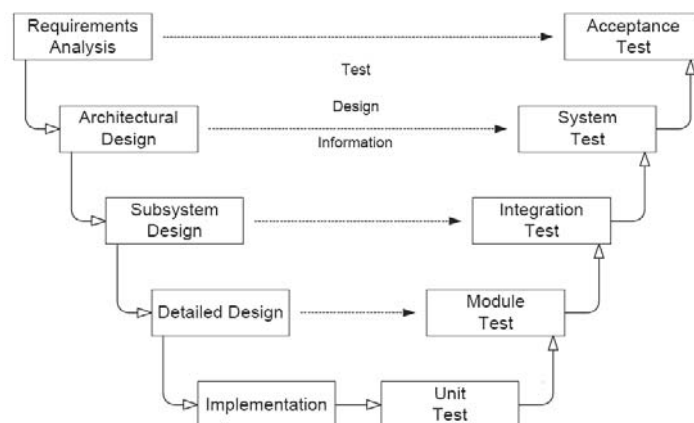 Requirements
Analysis
Acceptance
Test
Test
Design
Information
Architectural
Design
System
Test
Subsystem
Design
Integration
Test
Detailed Design
Module
Test
Implementation
Unit
Test